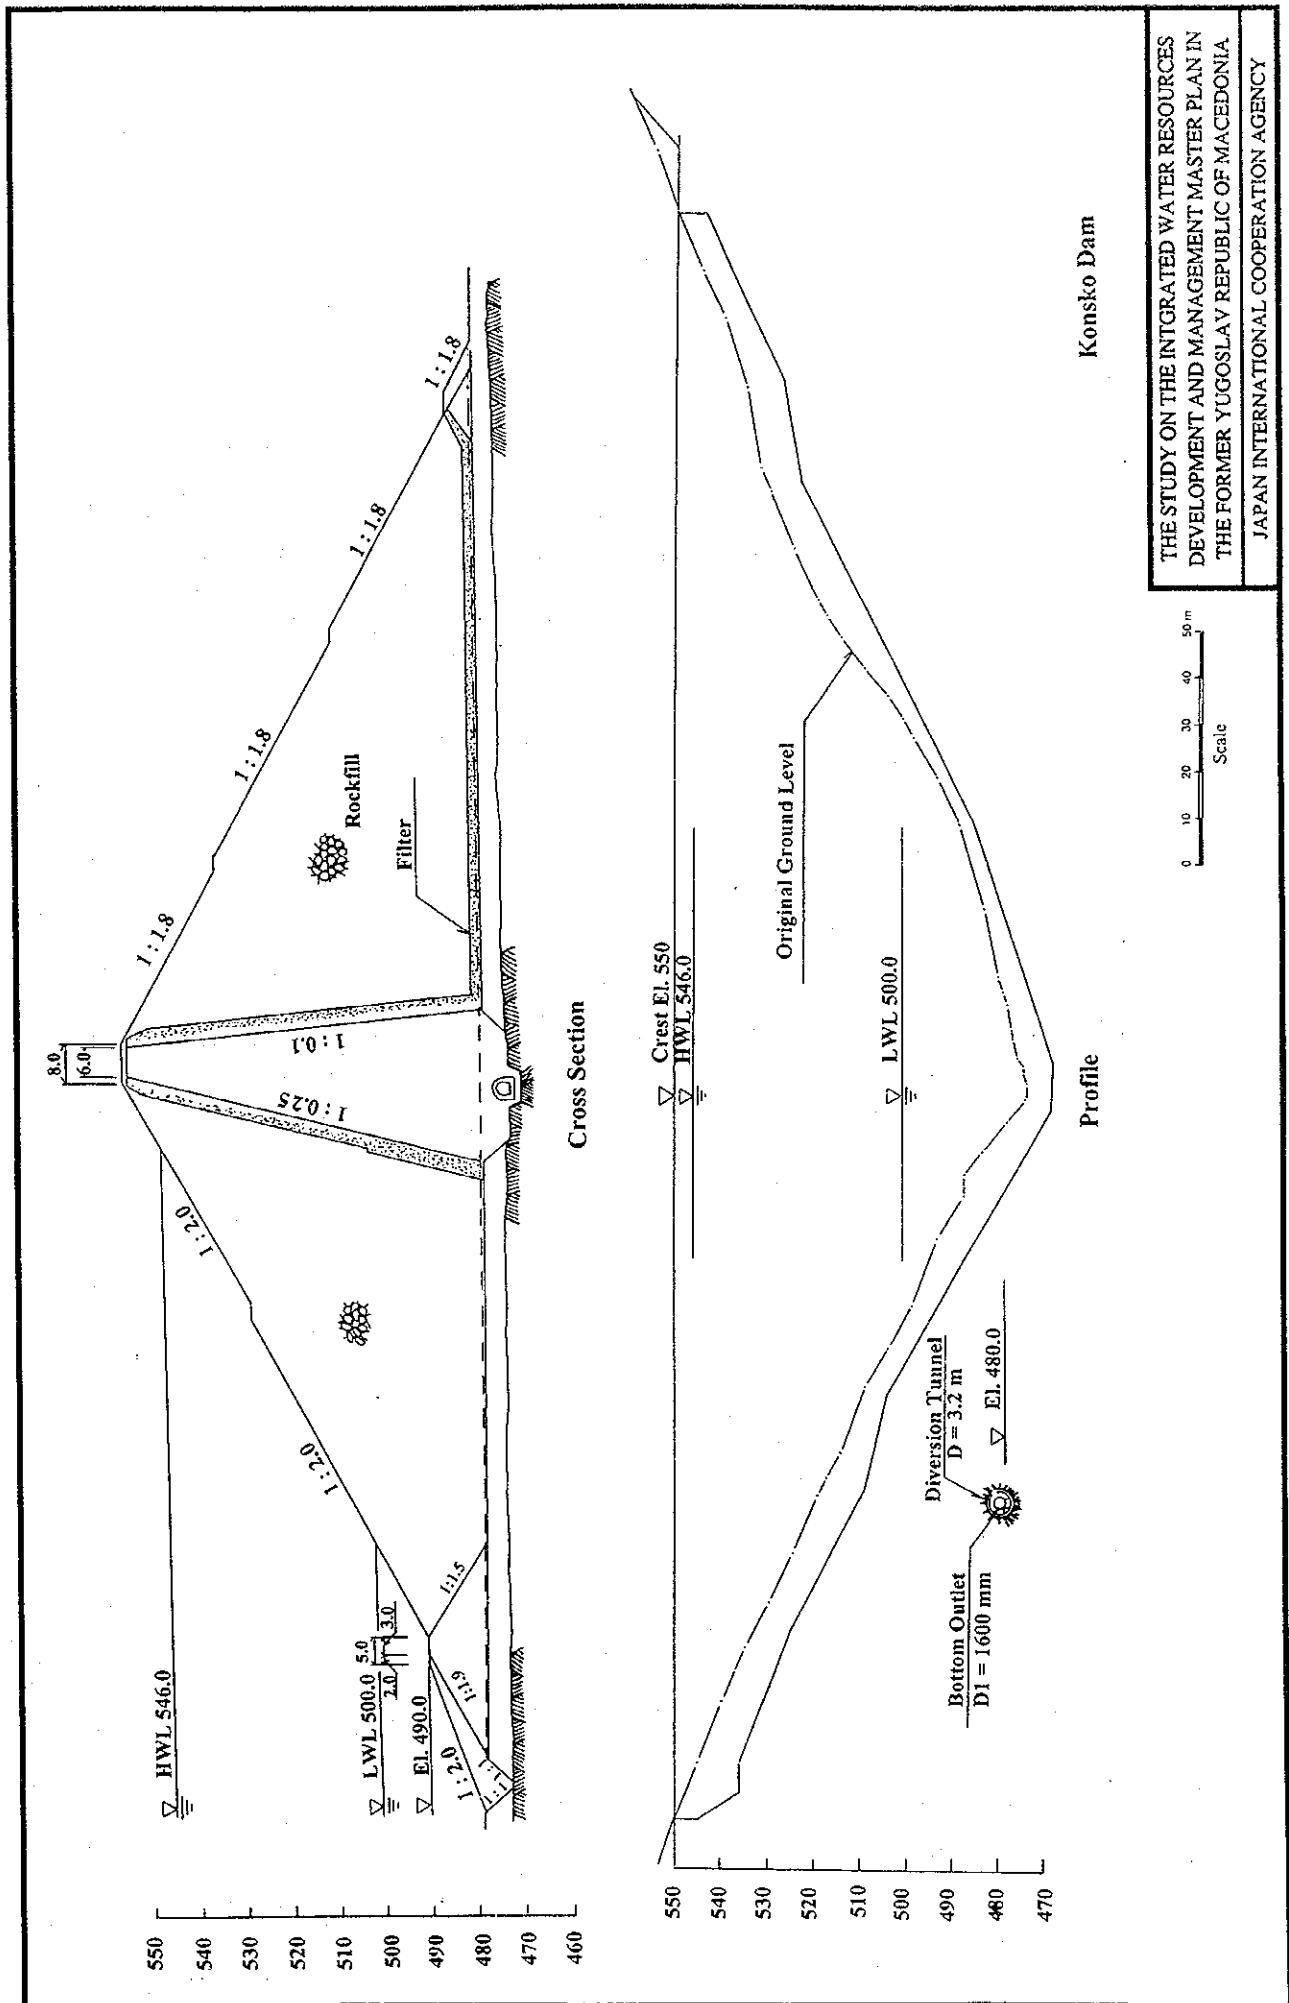 8.0
6.0
1 : 1.8
1 : 1.8
1 : 1.8
1 : 1.8
1 : 2.0
1 : 2.0
1 : 0.25
1 : 0.1
Rockfill
Filter
HWL 546.0
LWL 500.0
El. 490.0
5.0
2.0
3.0
1:1.5
1:1.9
1 : 2.0
1:1
1:1
550
540
530
520
510
500
490
480
470
460
Cross Section
Crest El. 550
HWL 546.0
LWL 500.0
Original Ground Level
Diversion Tunnel
D = 3.2 m
El. 480.0
Bottom Outlet
D1 = 1600 mm
550
540
530
520
510
500
490
480
470
Profile
Konsko Dam
0 10 20 30 40 50 m
Scale
THE STUDY ON THE INTGRATED WATER RESOURCES
DEVELOPMENT AND MANAGEMENT MASTER PLAN IN
THE FORMER YUGOSLAV REPUBLIC OF MACEDONIA
JAPAN INTERNATIONAL COOPERATION AGENCY